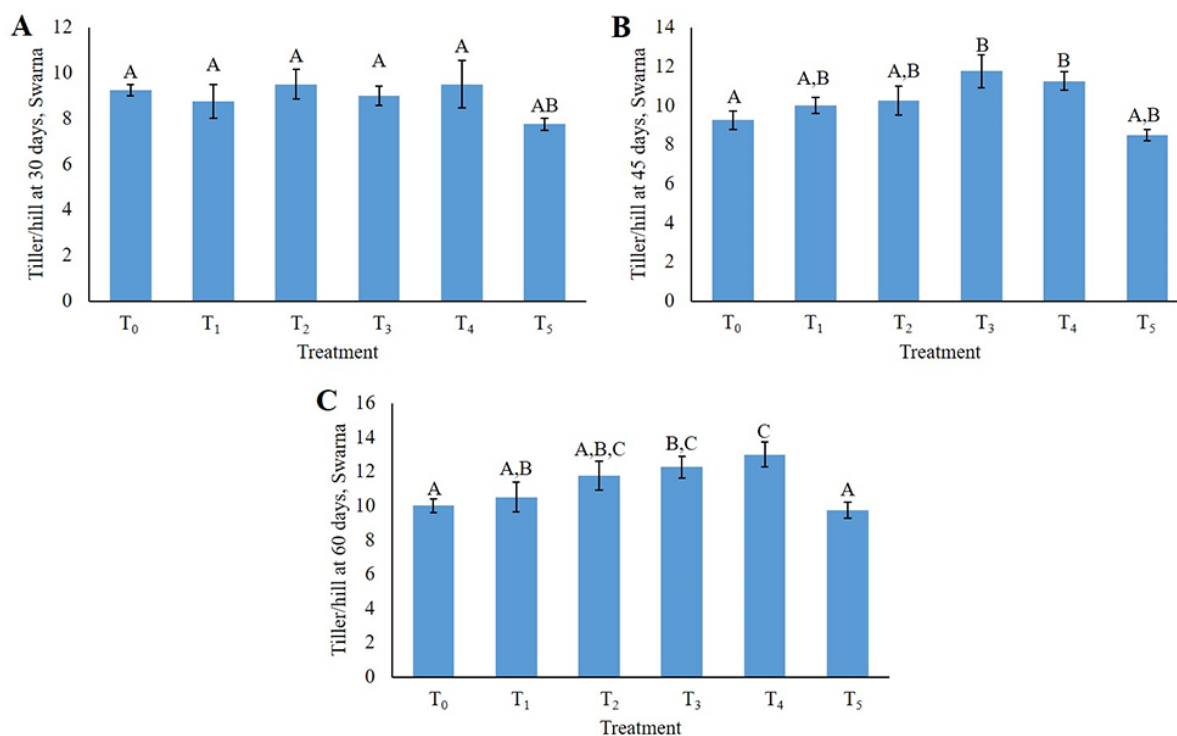 A
Tiller/hill at 30 days, Swarna
12
10
8
6
4
2
0
A
A
A
A
A
AB
T₀ T₁ T₂ T₃ T₄ T₅
Treatment
B
Tiller/hill at 45 days, Swarna
14
12
10
8
6
4
2
0
A
A,B
A,B
B
B
A,B
T₀ T₁ T₂ T₃ T₄ T₅
Treatment
C
Tiller/hill at 60 days, Swarna
16
14
12
10
8
6
4
2
0
A
A,B
A,B,C
B,C
C
A
T₀ T₁ T₂ T₃ T₄ T₅
Treatment